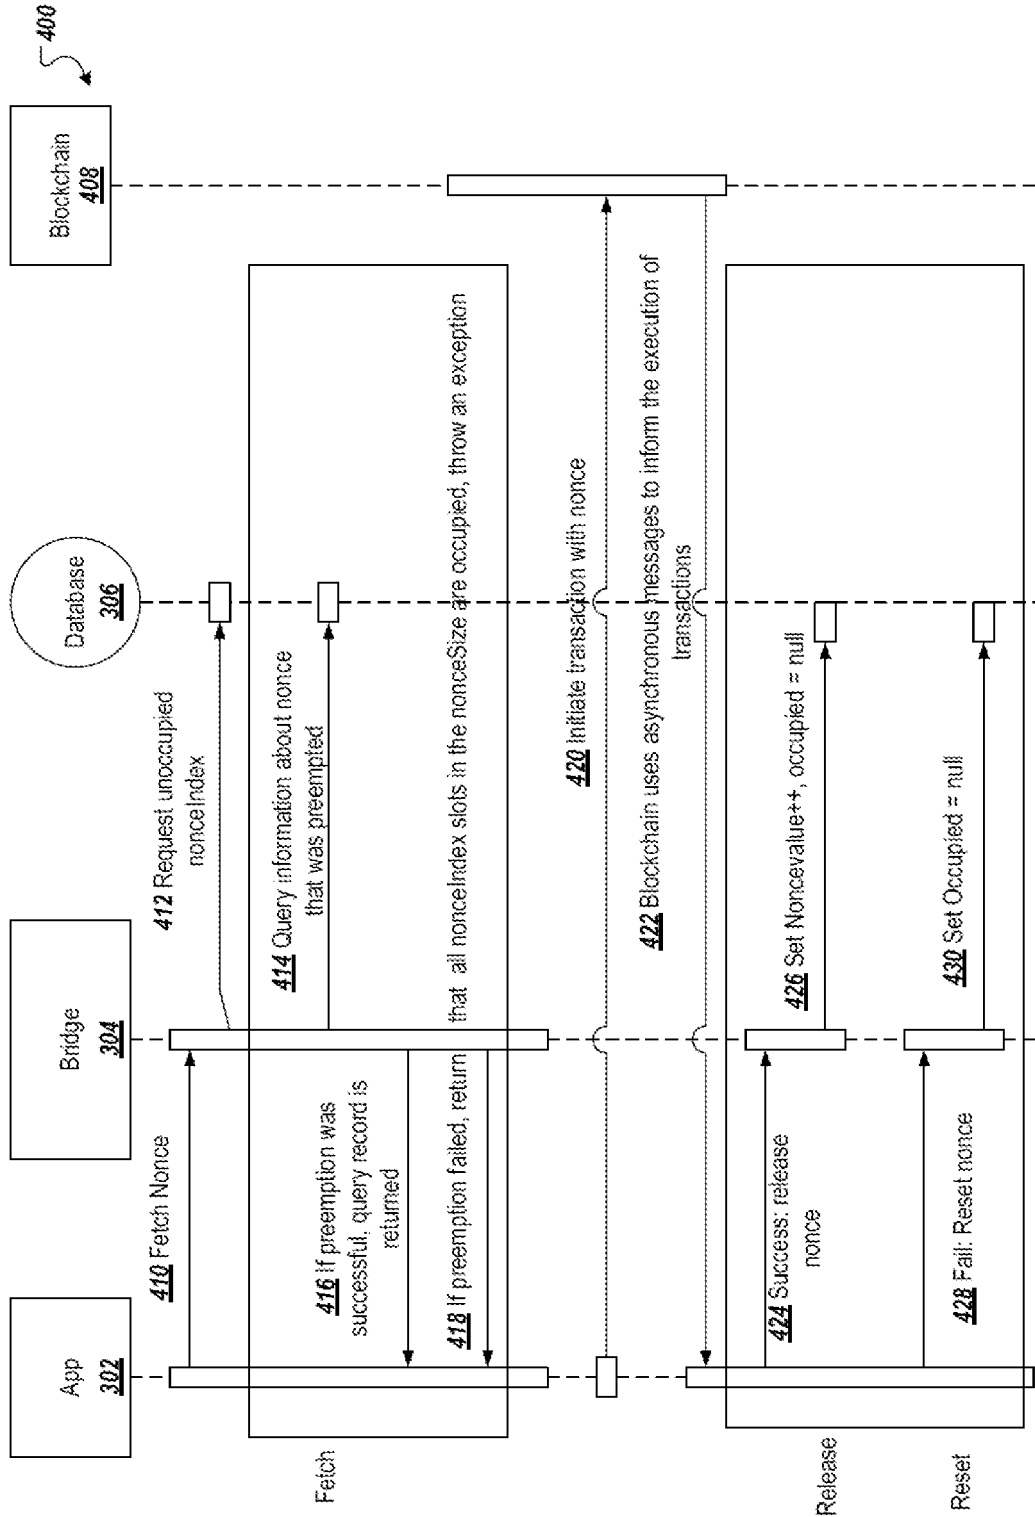 400
App
302
Bridge
304
Database
306
Blockchain
408
410 Fetch Nonce
412 Request unoccupied
nonceIndex
Fetch
414 Query information about nonce
that was preempted
416 If preemption was
successful, query record is
returned
418 If preemption failed, return that all nonceIndex slots in the nonceSize are occupied, throw an exception
420 Initiate transaction with nonce
422 Blockchain uses asynchronous messages to inform the execution of
transactions
Release
424 Success: release
nonce
426 Set Noncevalue++, occupied = null
Reset
428 Fail: Reset nonce
430 Set Occupied = null